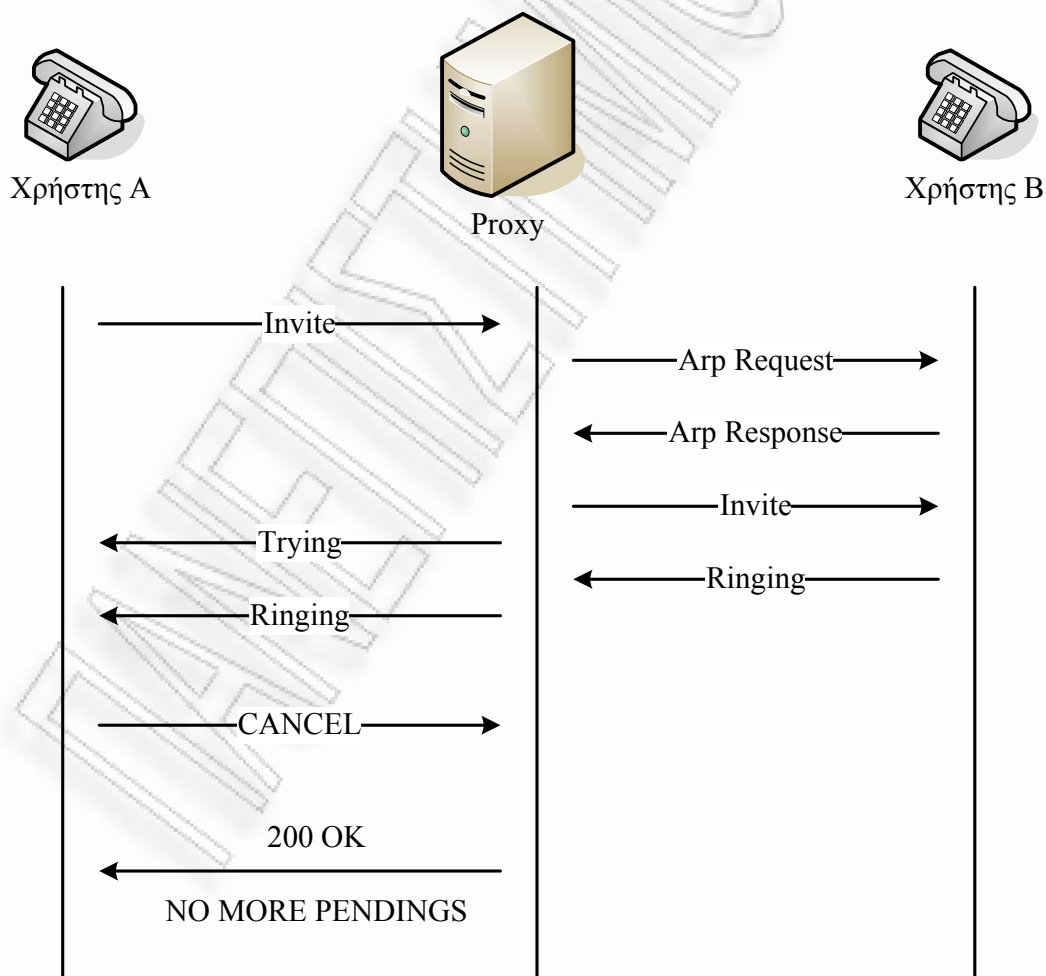 Χρήστης Α
Proxy
Χρήστης Β
Invite
Arp Request
Arp Response
Invite
Trying
Ringing
Ringing
CANCEL
200 OK
NO MORE PENDINGS